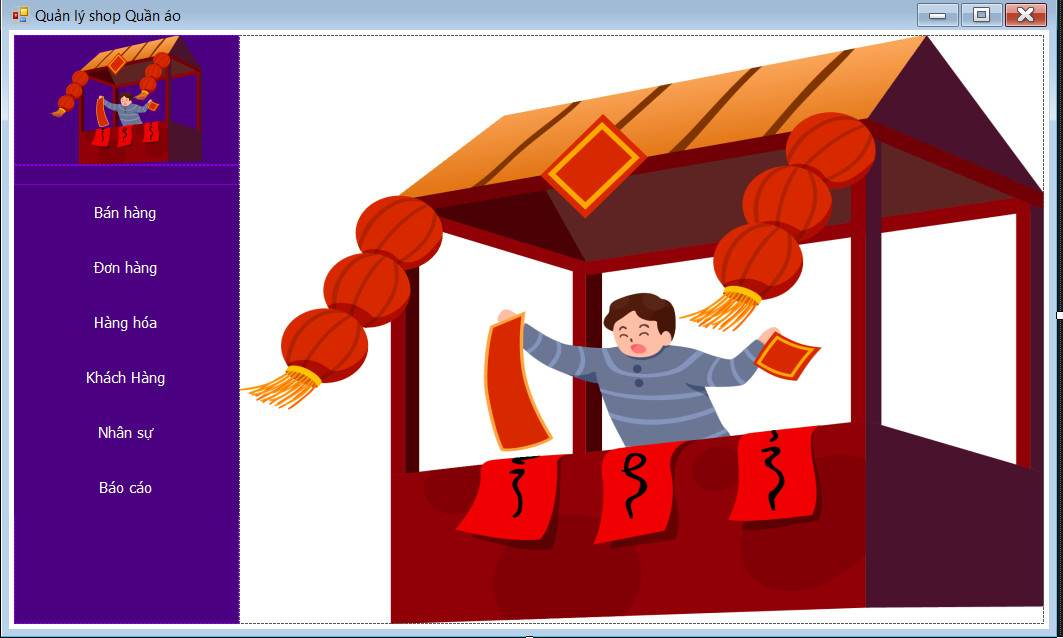 Quản lý shop Quần áo
Bán hàng
Đơn hàng
Hàng hóa
Khách Hàng
Nhân sự
Báo cáo